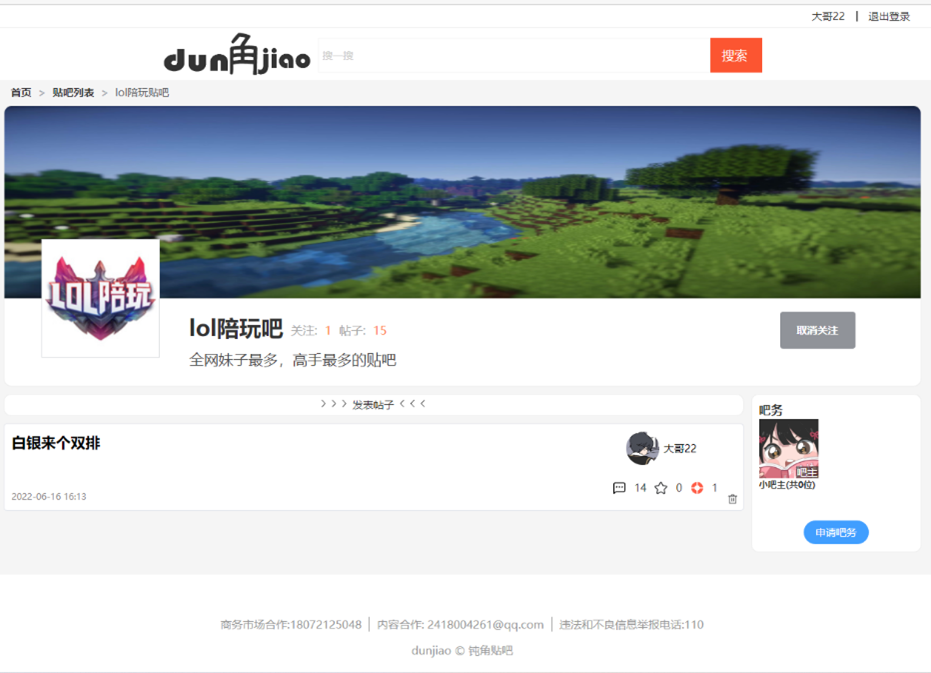 大哥22 | 退出登录
dun角jiao 搜一搜 搜索
首页 > 贴吧列表 > lol陪玩贴吧
LOL陪玩
lol陪玩吧 关注: 1 帖子: 15
取消关注
全网妹子最多，高手最多的贴吧
>>> 发表帖子 <<<
吧务
白银来个双排
大哥22
吧主
小吧主(共0位)
2022-06-16 16:13
14 0 1
申请吧务
商务市场合作:18072125048 | 内容合作: 2418004261@qq.com | 违法和不良信息举报电话:110
dunjiao © 钝角贴吧